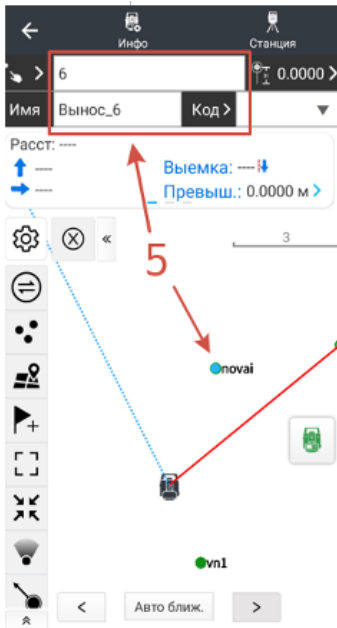 Инфо
Станция
6
0.0000
Имя
Вынос_6
Код
Расст: ----
----
Выемка: ----
----
Превыш.: 0.0000 м
3
5
novai
vn1
Авто ближ.